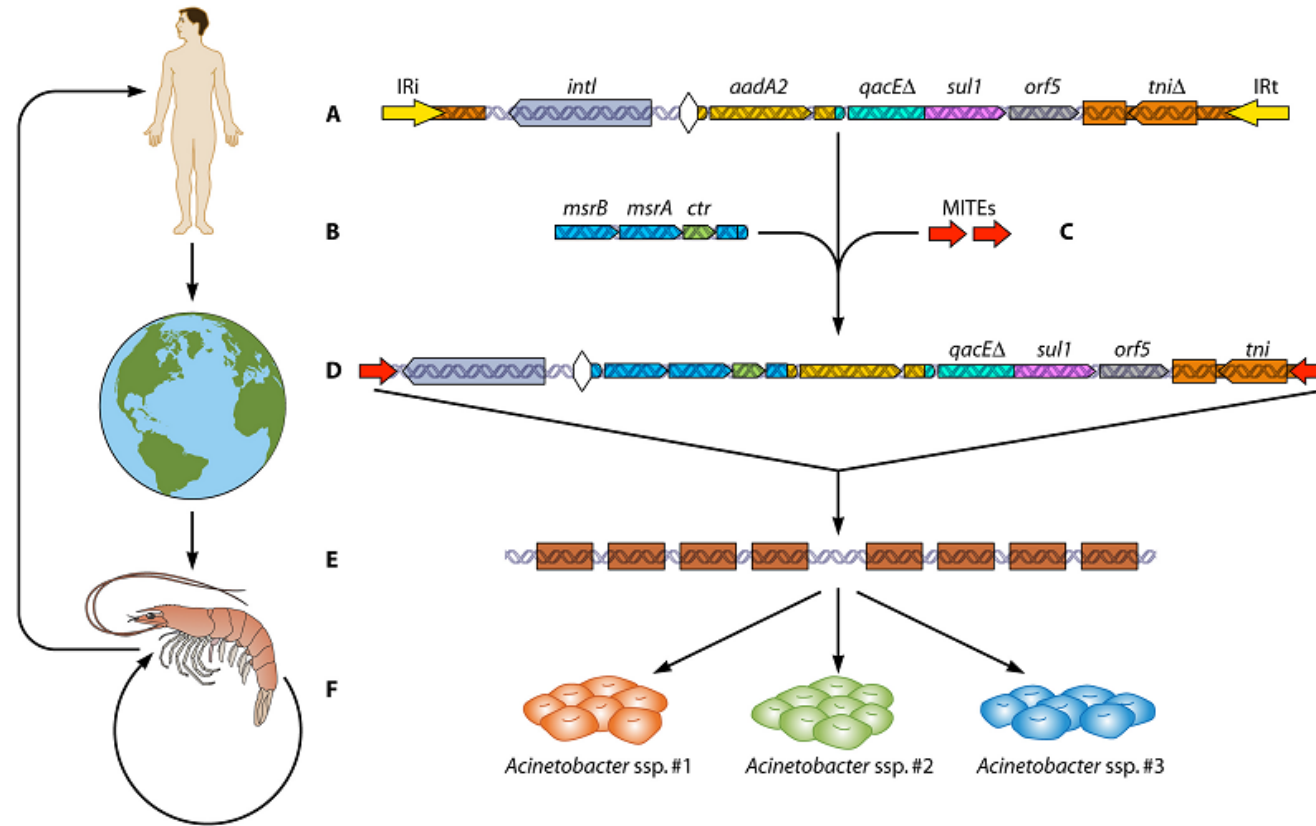 IRi intl aadA2 qacEΔ sul1 orf5 tniΔ IRt
A
msrB msrA ctr MITEs
B C
qacEΔ sul1 orf5 tni
D
E
F
Acinetobacter ssp. #1 Acinetobacter ssp. #2 Acinetobacter ssp. #3